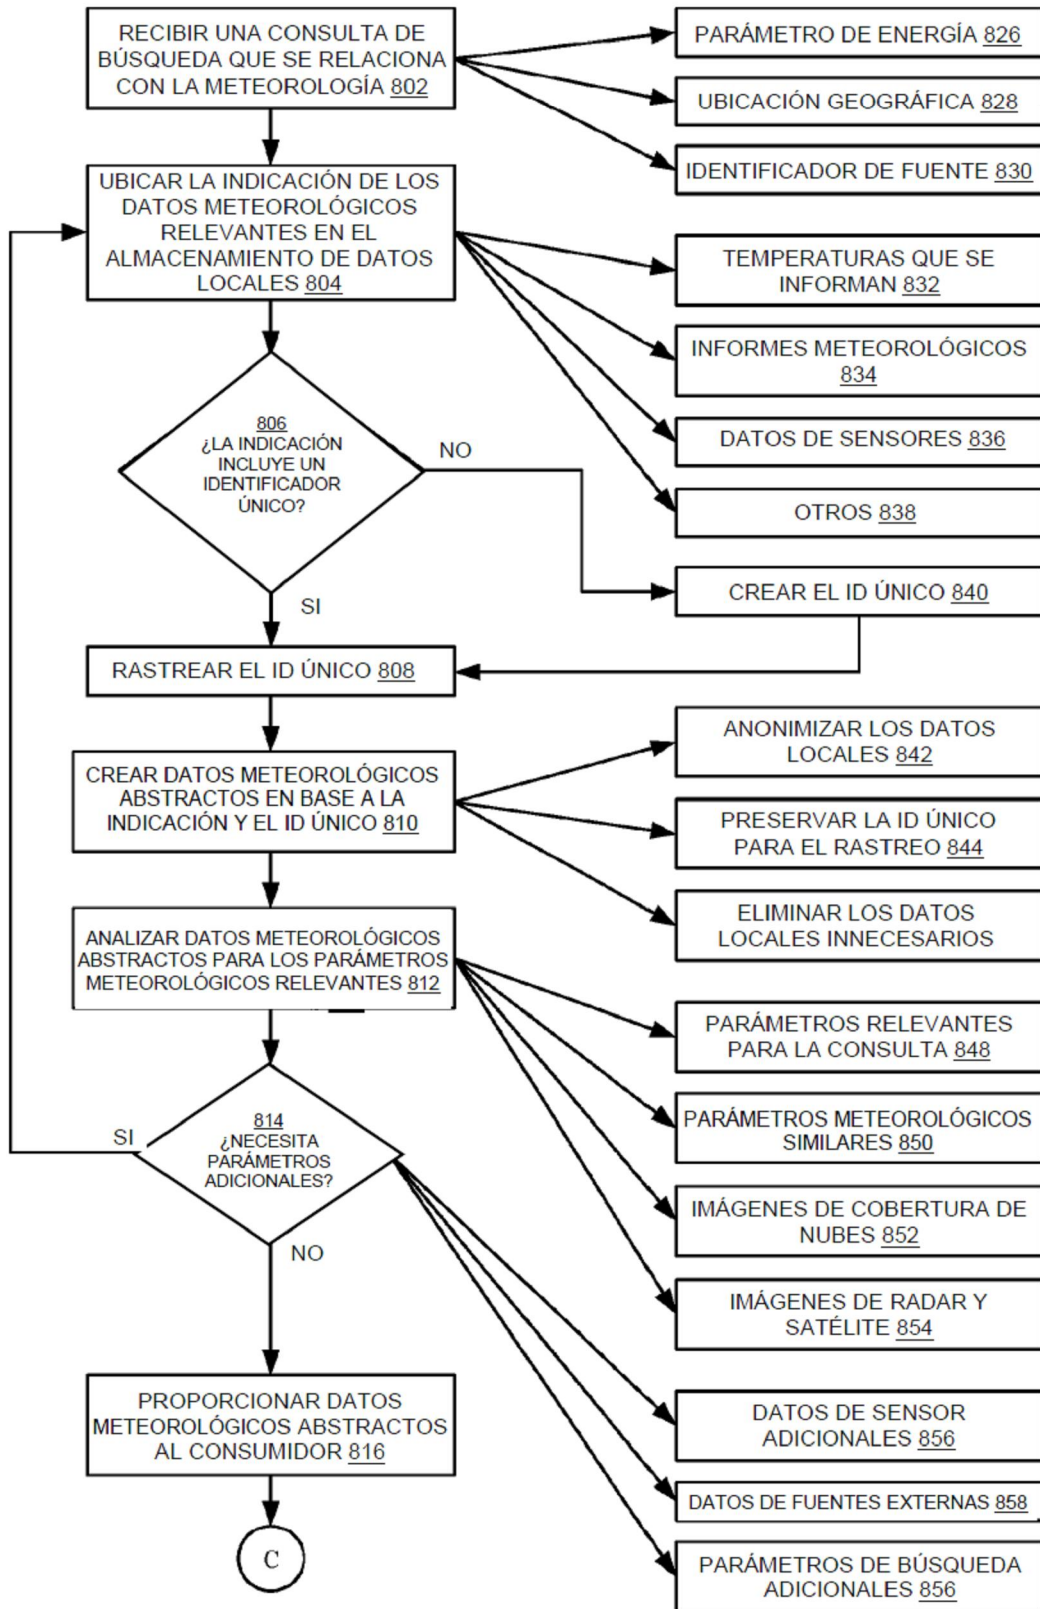 RECIBIR UNA CONSULTA DE
BÚSQUEDA QUE SE RELACIONA
CON LA METEOROLOGÍA 802
PARÁMETRO DE ENERGÍA 826
UBICACIÓN GEOGRÁFICA 828
IDENTIFICADOR DE FUENTE 830
UBICAR LA INDICACIÓN DE LOS
DATOS METEOROLÓGICOS
RELEVANTES EN EL
ALMACENAMIENTO DE DATOS
LOCALES 804
TEMPERATURAS QUE SE
INFORMAN 832
INFORMES METEOROLÓGICOS
834
DATOS DE SENSORES 836
OTROS 838
806
¿LA INDICACIÓN
INCLUYE UN
IDENTIFICADOR
ÚNICO?
NO
SI
CREAR EL ID ÚNICO 840
RASTREAR EL ID ÚNICO 808
CREAR DATOS METEOROLÓGICOS
ABSTRACTOS EN BASE A LA
INDICACIÓN Y EL ID ÚNICO 810
ANONIMIZAR LOS DATOS
LOCALES 842
PRESERVAR LA ID ÚNICO
PARA EL RASTREO 844
ELIMINAR LOS DATOS
LOCALES INNECESARIOS
ANALIZAR DATOS METEOROLÓGICOS
ABSTRACTOS PARA LOS PARÁMETROS
METEOROLÓGICOS RELEVANTES 812
PARÁMETROS RELEVANTES
PARA LA CONSULTA 848
PARÁMETROS METEOROLÓGICOS
SIMILARES 850
IMÁGENES DE COBERTURA DE
NUBES 852
IMÁGENES DE RADAR Y
SATÉLITE 854
814
¿NECESITA
PARÁMETROS
ADICIONALES?
SI
NO
DATOS DE SENSOR
ADICIONALES 856
DATOS DE FUENTES EXTERNAS 858
PARÁMETROS DE BÚSQUEDA
ADICIONALES 856
PROPORCIONAR DATOS
METEOROLÓGICOS ABSTRACTOS
AL CONSUMIDOR 816
C